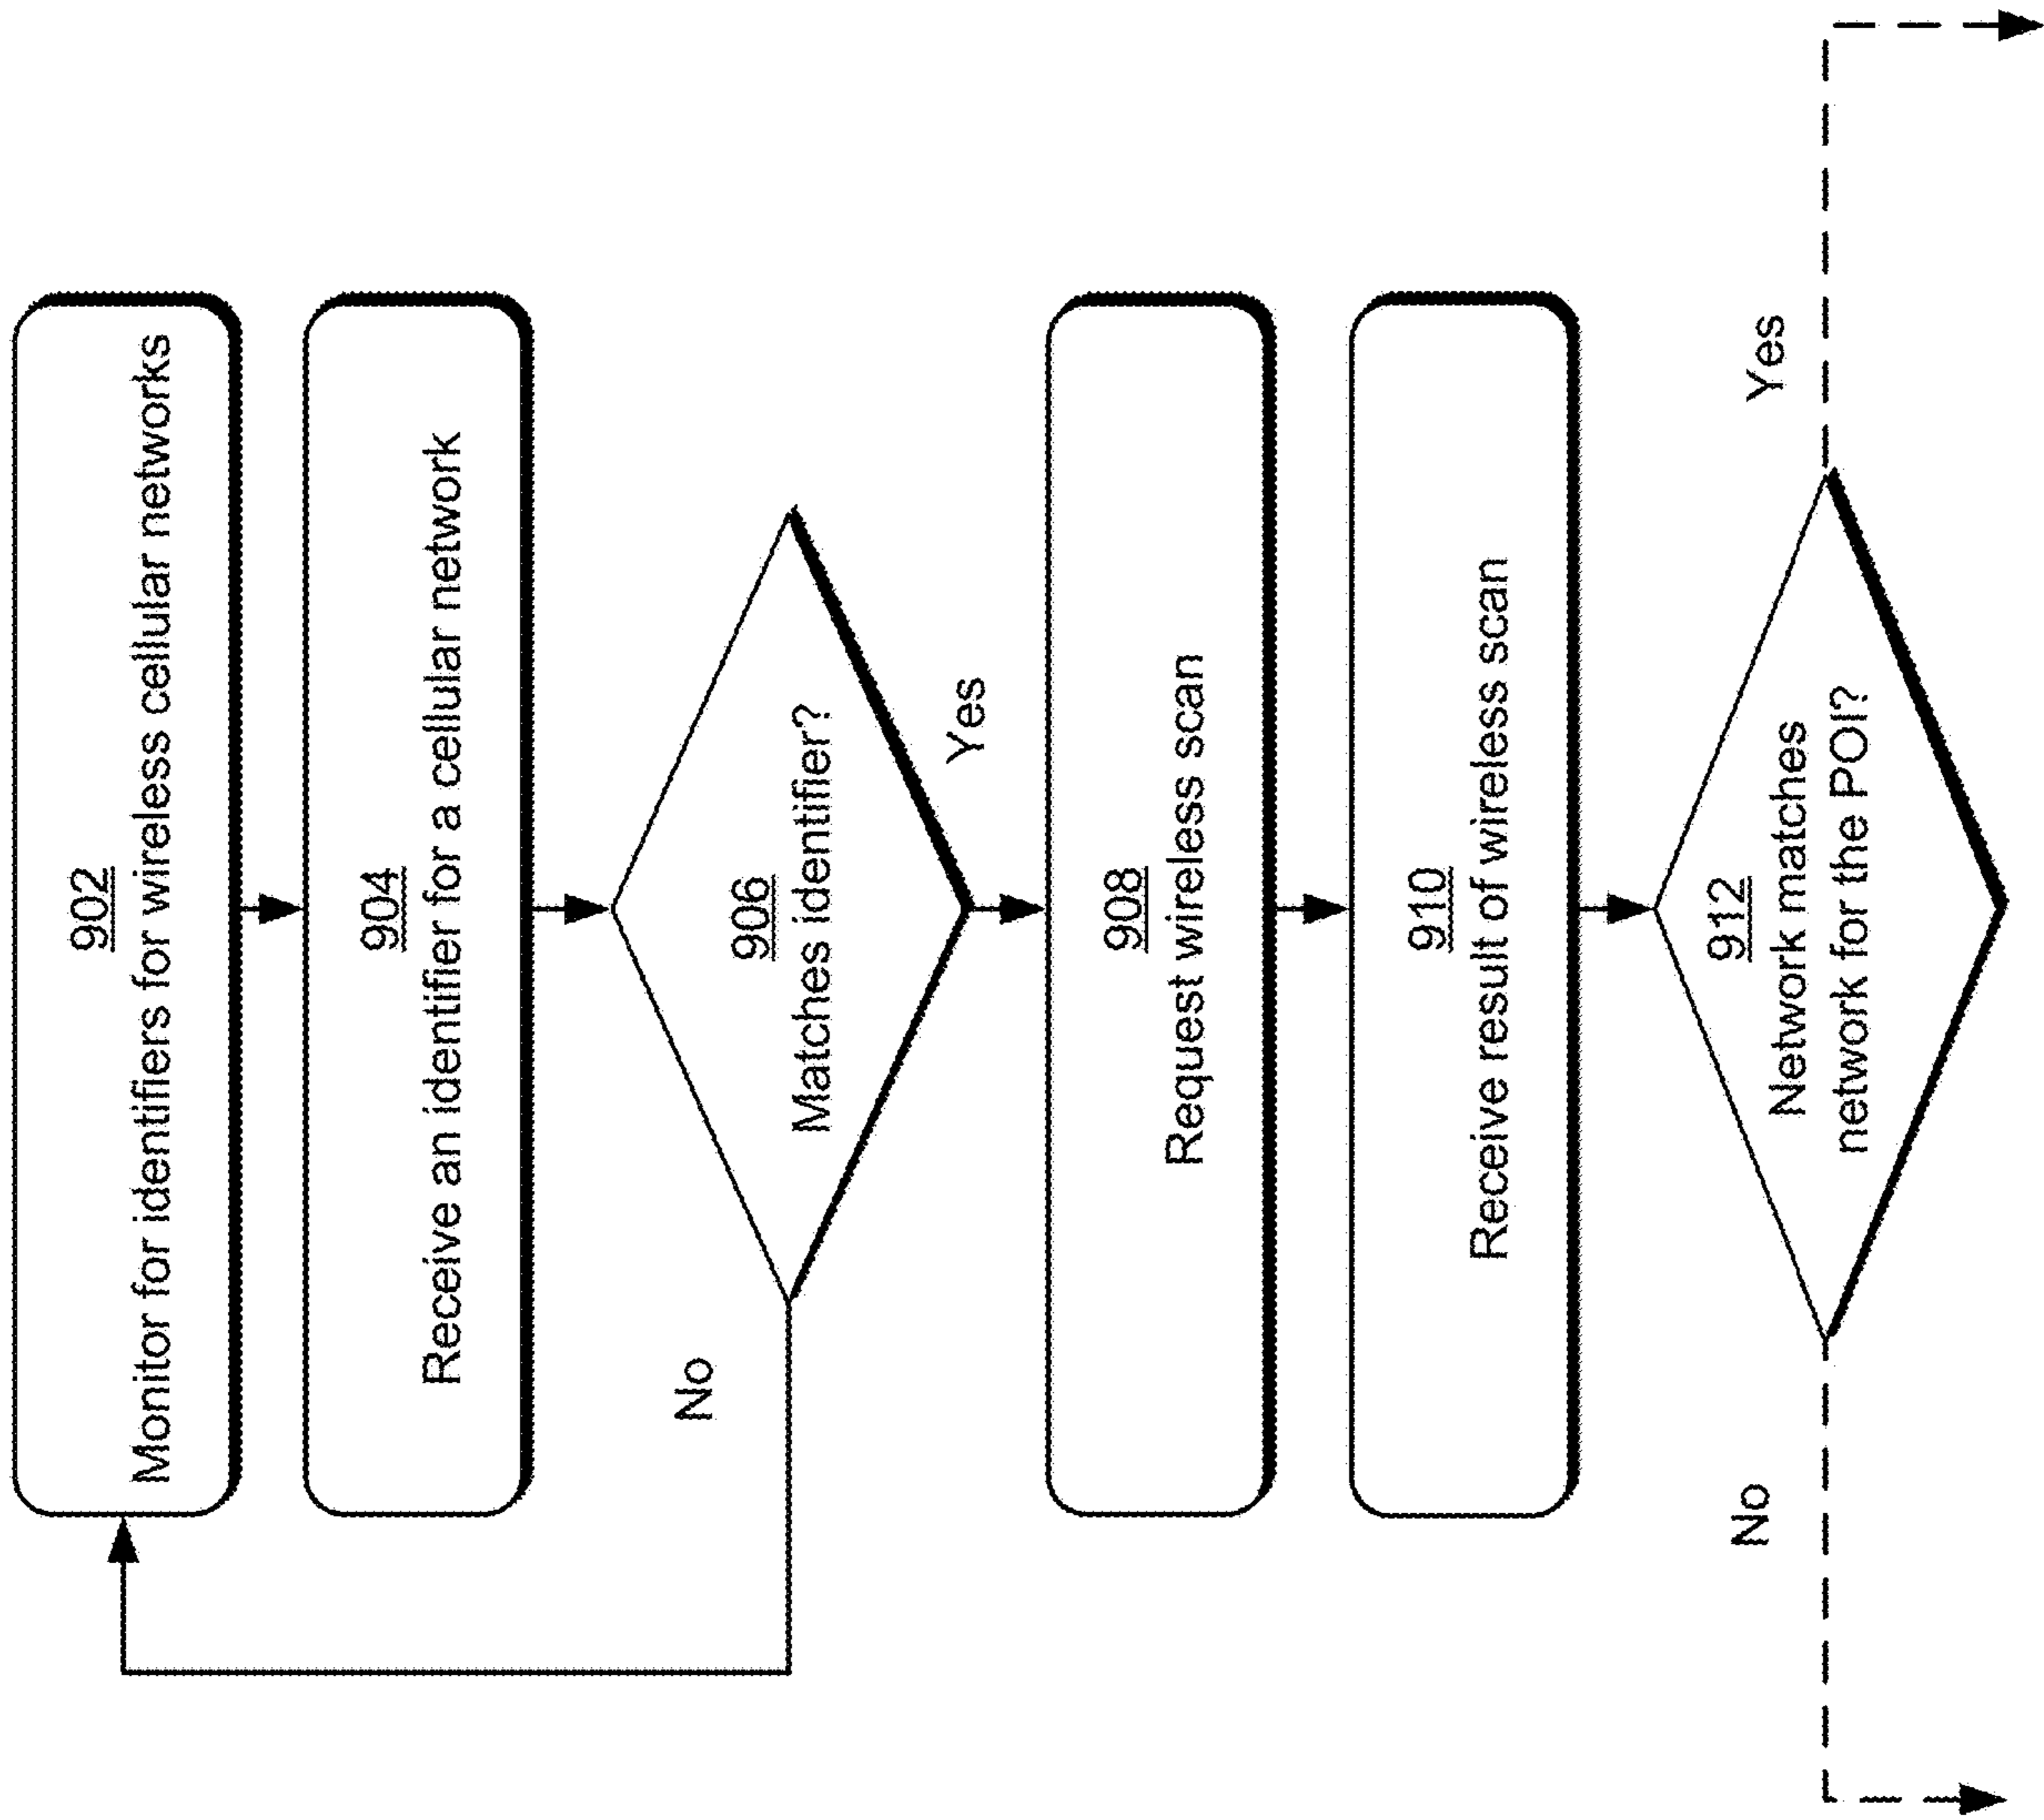 902
Monitor for identifiers for wireless cellular networks
904
Receive an identifier for a cellular network
906
Matches identifier?
No
Yes
908
Request wireless scan
910
Receive result of wireless scan
912
Network matches
network for the POI?
No
Yes